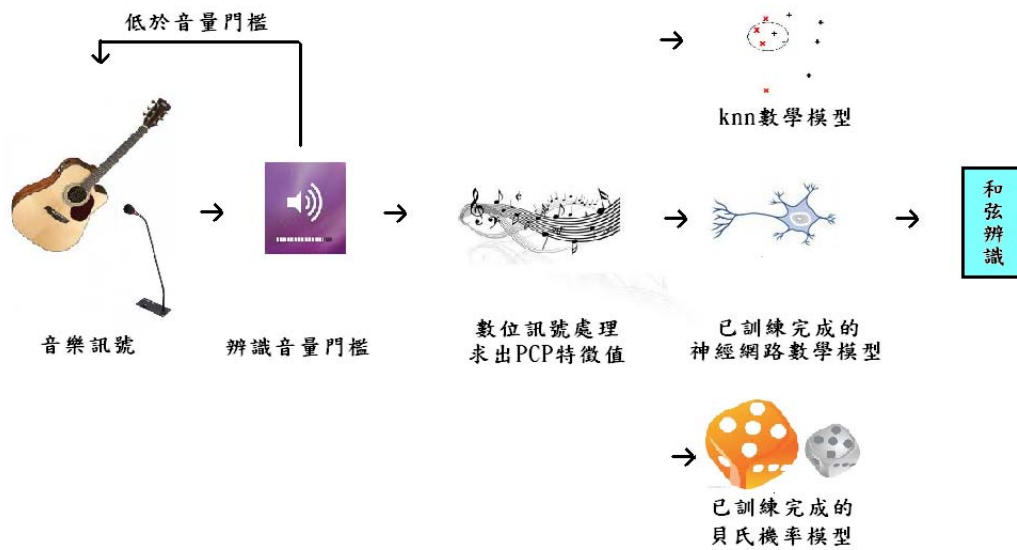 低於音量門檻
knn數學模型
和弦辨識
音樂訊號
辨識音量門檻
數位訊號處理
求出PCP特徵值
已訓練完成的
神經網路數學模型
已訓練完成的
貝氏機率模型